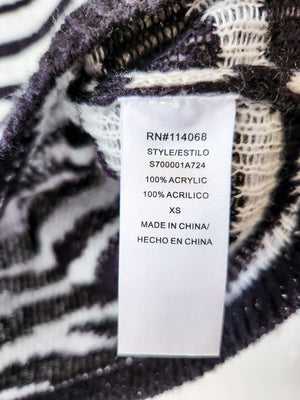 RN#114068
STYLE/ESTILO
S700001A724
100% ACRYLIC
100% ACRILICO
XS
MADE IN CHINA/
HECHO EN CHINA